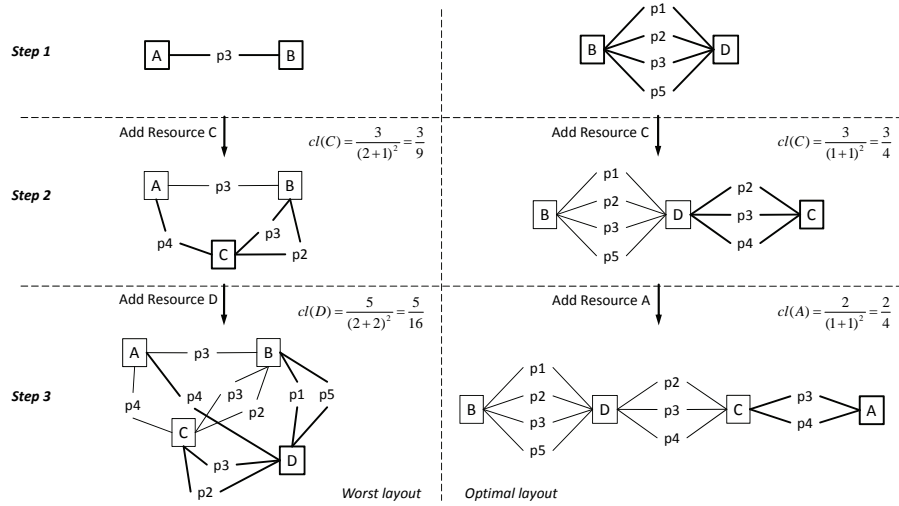 Step 1
A p3 B
p1
p2
B D
p3
p5
Add Resource C
cl(C) = 3/(2+1)² = 3/9
Add Resource C
cl(C) = 3/(1+1)² = 3/4
Step 2
A p3 B
p4 p3
C p2
p1
p2 p2
B D p3 C
p3
p5 p4
Add Resource D
cl(D) = 5/(2+2)² = 5/16
Add Resource A
cl(A) = 2/(1+1)² = 2/4
Step 3
A p3 B
p4 p4 p3 p1 p5
p2
C
p3 D
p2
p1
p2 p2 p3
B D p3 C A
p3 p4 p4
p5
Worst layout
Optimal layout